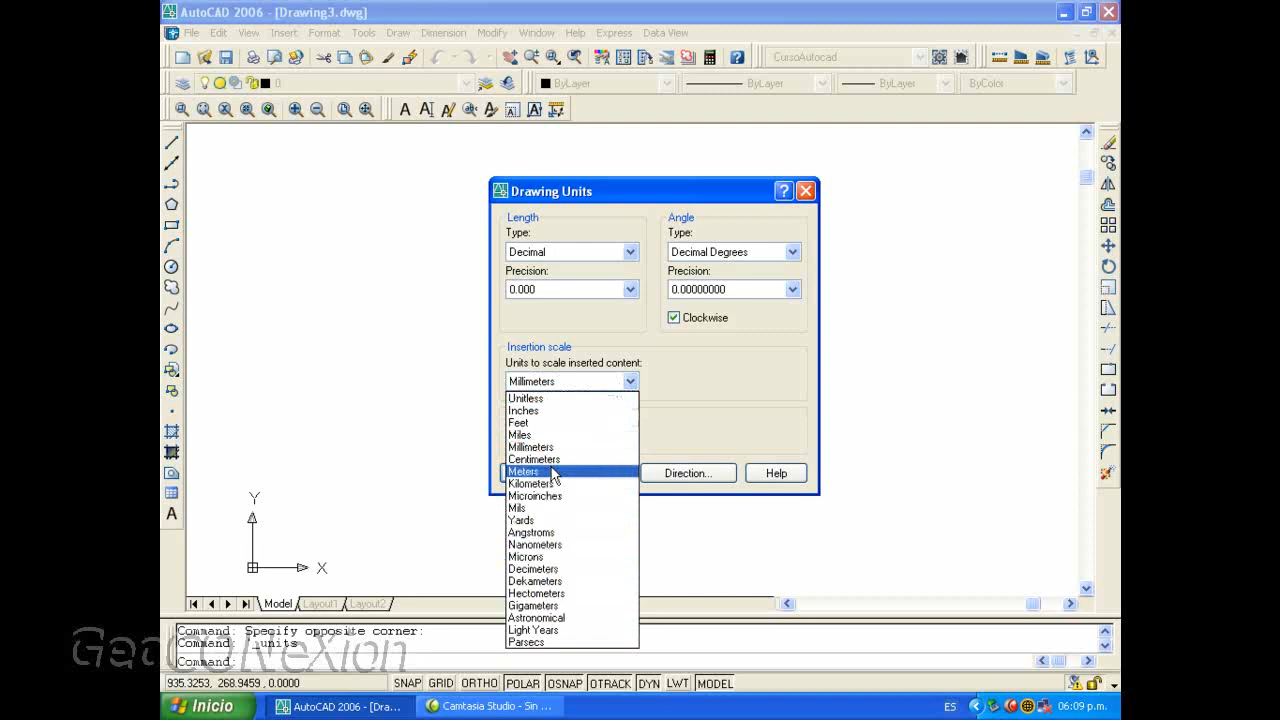 AutoCAD 2006 - [Drawing3.dwg]
File Edit View Insert Format Tools Draw Dimension Modify Window Help Express Data View
CursoAutocad
0 ByLayer ByLayer ByLayer ByColor
Drawing Units
Length Angle
Type: Type:
Decimal Decimal Degrees
Precision: Precision:
0.000 0.00000000
Clockwise
Insertion scale
Units to scale inserted content:
Millimeters
Unitless
Inches
Feet
Miles
Millimeters
Centimeters
Meters
Kilometers
Microinches
Mils
Yards
Angstroms
Nanometers
Microns
Decimeters
Dekameters
Hectometers
Gigameters
Astronomical
Light Years
Parsecs
Direction... Help
Y
X
A
Model Layout1 Layout2
Command: Specify opposite corner:
Command: _units
Command:
GeoCONeXion
935.3253, 268.9459 , 0.0000 SNAP GRID ORTHO POLAR OSNAP OTRACK DYN LWT MODEL
Inicio AutoCAD 2006 - [Dra... Camtasia Studio - Sin ... ES 06:09 p.m.